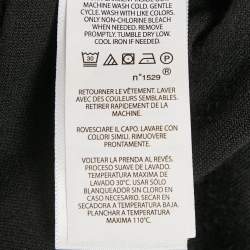 MACHINE WASH COLD. GENTLE
CYCLE. WASH WITH LIKE COLORS.
ONLY NON-CHLORINE BLEACH
WHEN NEEDED. REMOVE
PROMPTLY. TUMBLE DRY LOW.
COOL IRON IF NEEDED.
30
P
n°1529
RETOURNER LE VÊTEMENT. LAVER
AVEC DES COULEURS SEMBLABLES.
RETIRER RAPIDEMENT DE LA
MACHINE.
ROVESCIARE IL CAPO. LAVARE CON
COLORI SIMILI. RIMUOVERE
PRONTAMENTE.
VOLTEAR LA PRENDA AL REVÉS.
PROCESO SUAVE DE LAVADO.
TEMPERATURA MAXIMA DE
LAVADO 30°C. USAR SÓLO
BLANQUEADOR SIN CLORO EN
CASO NECESARIO. SECAR EN
SECADORA A TEMPERATURA BAJA.
TEMPERATURA MAXIMA DE
PLANCHADO 110°C.